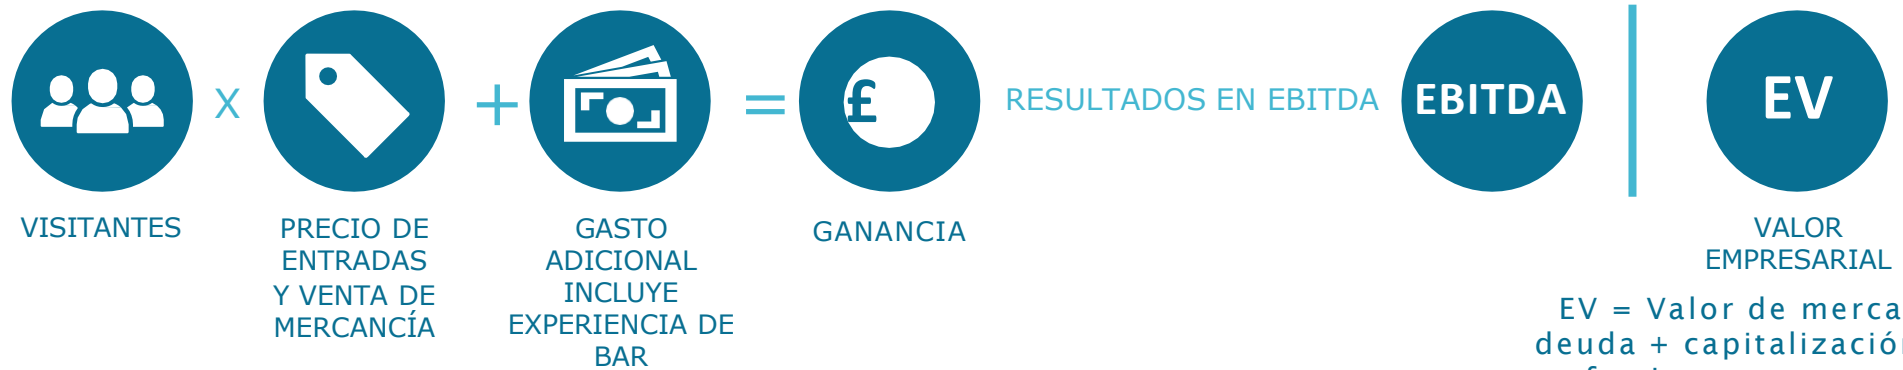 X
+
=
£
RESULTADOS EN EBITDA
EBITDA
EV
VISITANTES
PRECIO DE
ENTRADAS
Y VENTA DE
MERCANCÍA
GASTO
ADICIONAL
INCLUYE
EXPERIENCIA DE
BAR
GANANCIA
VALOR
EMPRESARIAL
EV = Valor de merca
deuda + capitalización